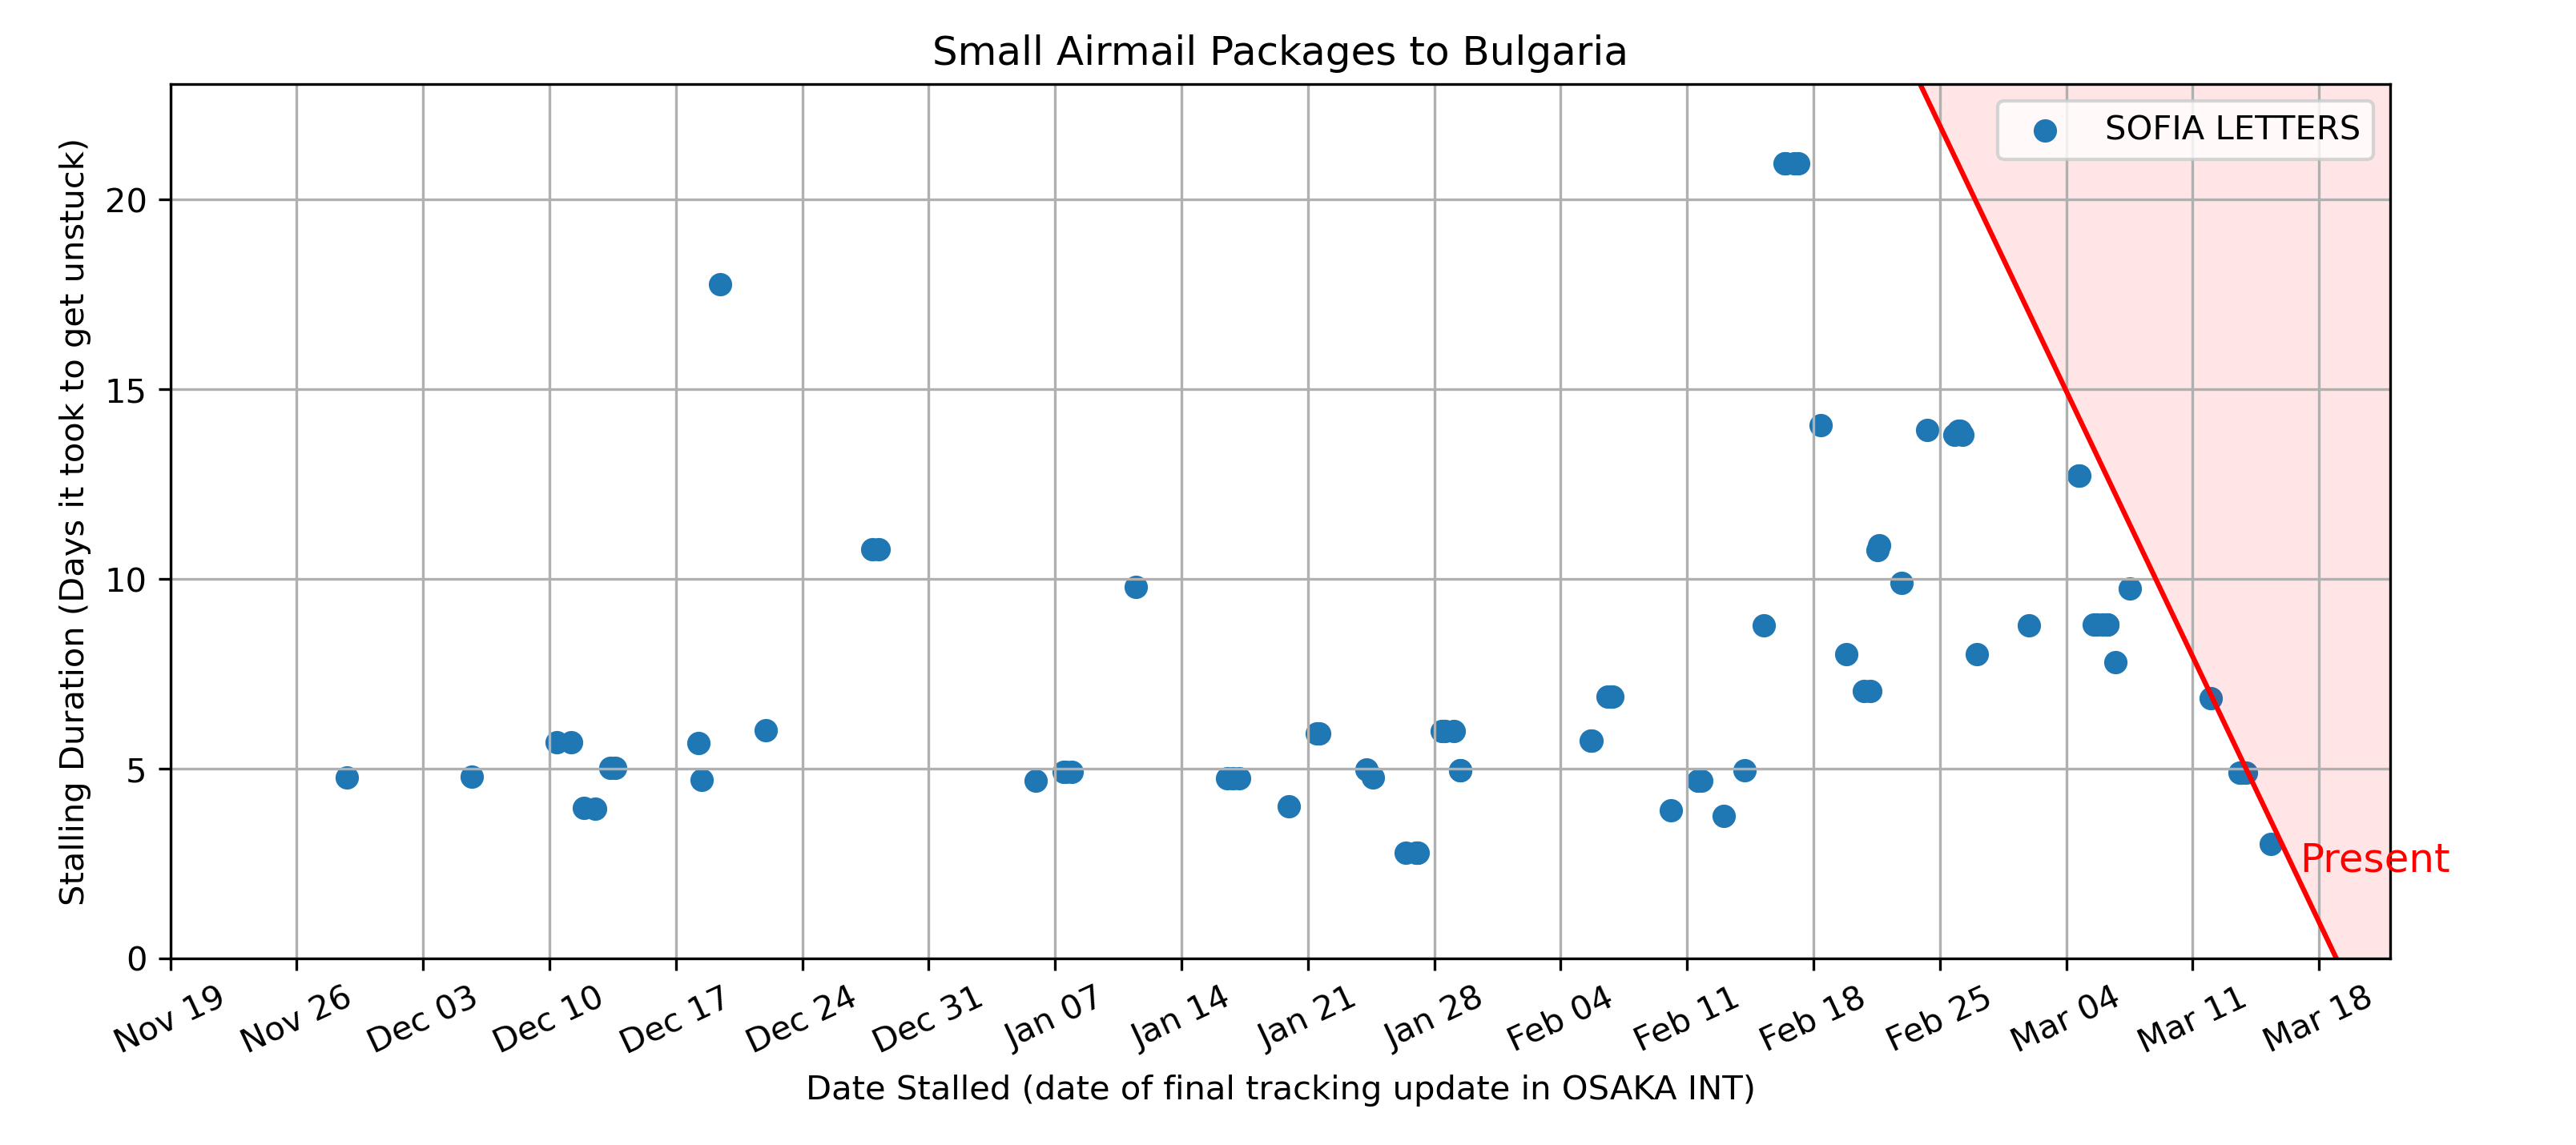 Small Airmail Packages to Bulgaria
SOFIA LETTERS
Stalling Duration (Days it took to get unstuck)
20
15
10
5
0
Present
Nov 19 Nov 26 Dec 03 Dec 10 Dec 17 Dec 24 Dec 31 Jan 07 Jan 14 Jan 21 Jan 28 Feb 04 Feb 11 Feb 18 Feb 25 Mar 04 Mar 11 Mar 18
Date Stalled (date of final tracking update in OSAKA INT)